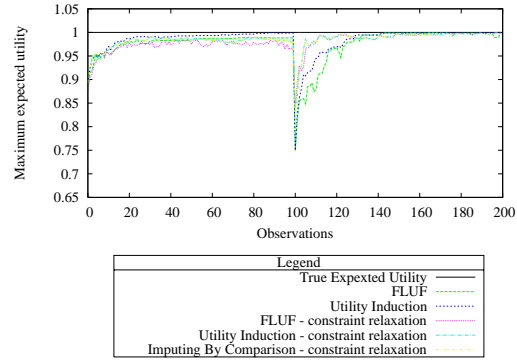 Maximum expected utility
1.05
1
0.95
0.9
0.85
0.8
0.75
0.7
0.65
0 20 40 60 80 100 120 140 160 180 200
Observations
Legend
True Expexted Utility
FLUF
Utility Induction
FLUF - constraint relaxation
Utility Induction - constraint relaxation
Imputing By Comparison - constraint relaxation